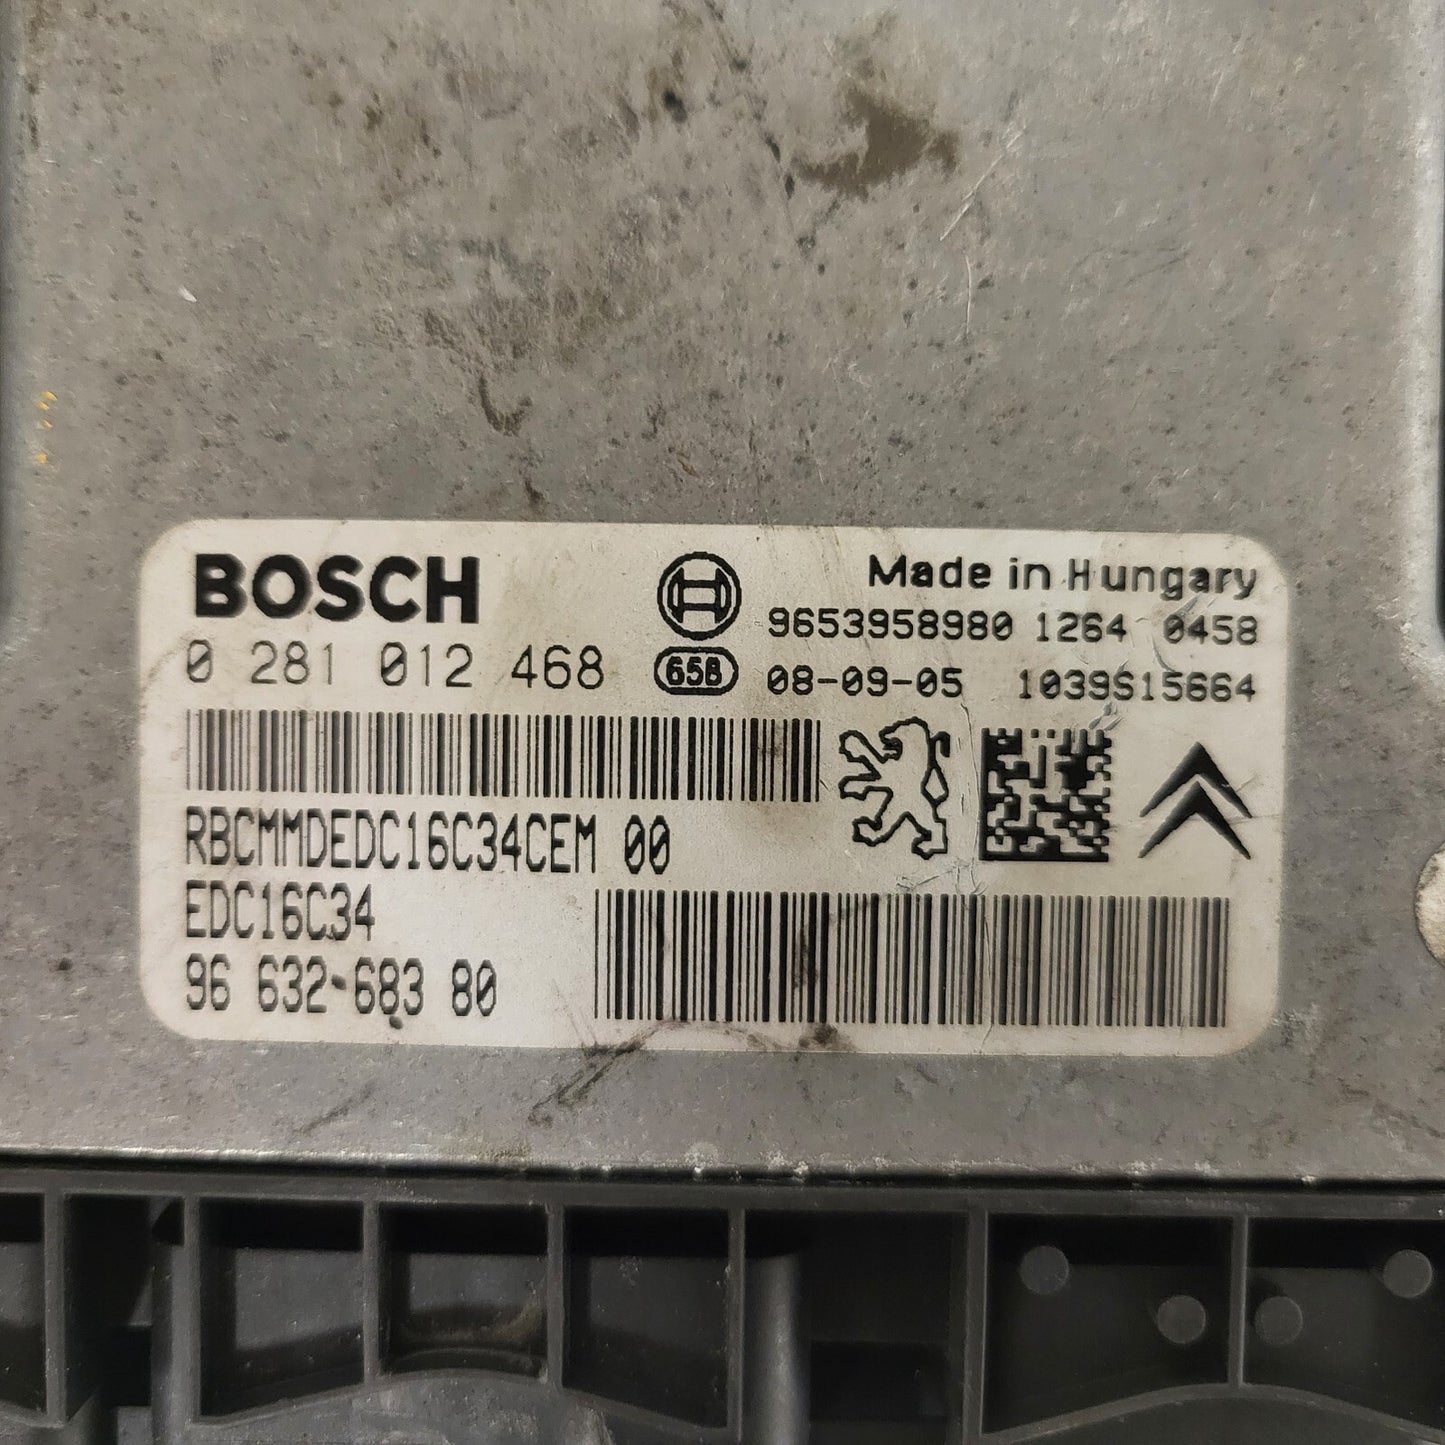 BOSCH
Made in Hungary
9653958980 1264 0458
0 281 012 468
658
08-09-05 1039S15664
RBCMMDEDC16C34CEM 00
EDC16C34
96 632-683 80